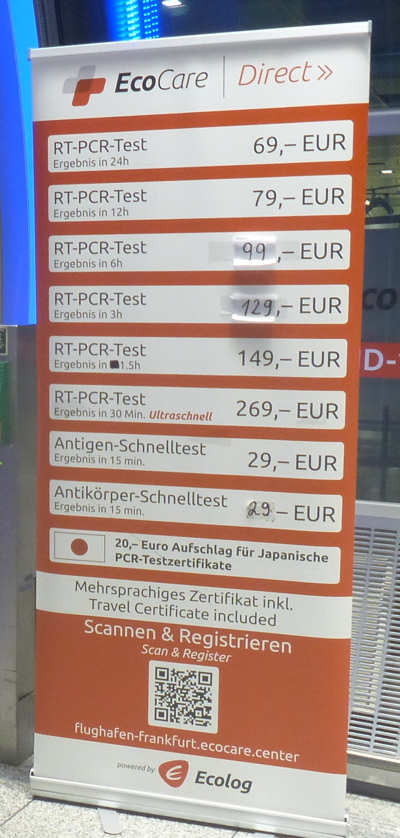 EcoCare Direct »
RT-PCR-Test 69,– EUR
Ergebnis in 24h
RT-PCR-Test 79,– EUR
Ergebnis in 12h
RT-PCR-Test 99,– EUR
Ergebnis in 6h
RT-PCR-Test 129,– EUR
Ergebnis in 3h
RT-PCR-Test 149,– EUR
Ergebnis in 1.5h
RT-PCR-Test 269,– EUR
Ergebnis in 30 Min. Ultraschnell
Antigen-Schnelltest 29,– EUR
Ergebnis in 15 min.
Antikörper-Schnelltest 29– EUR
Ergebnis in 15 min.
20,– Euro Aufschlag für Japanische
PCR-Testzertifikate
Mehrsprachiges Zertifikat inkl.
Travel Certificate included
Scannen & Registrieren
Scan & Register
flughafen-frankfurt.ecocare.center
powered by Ecolog